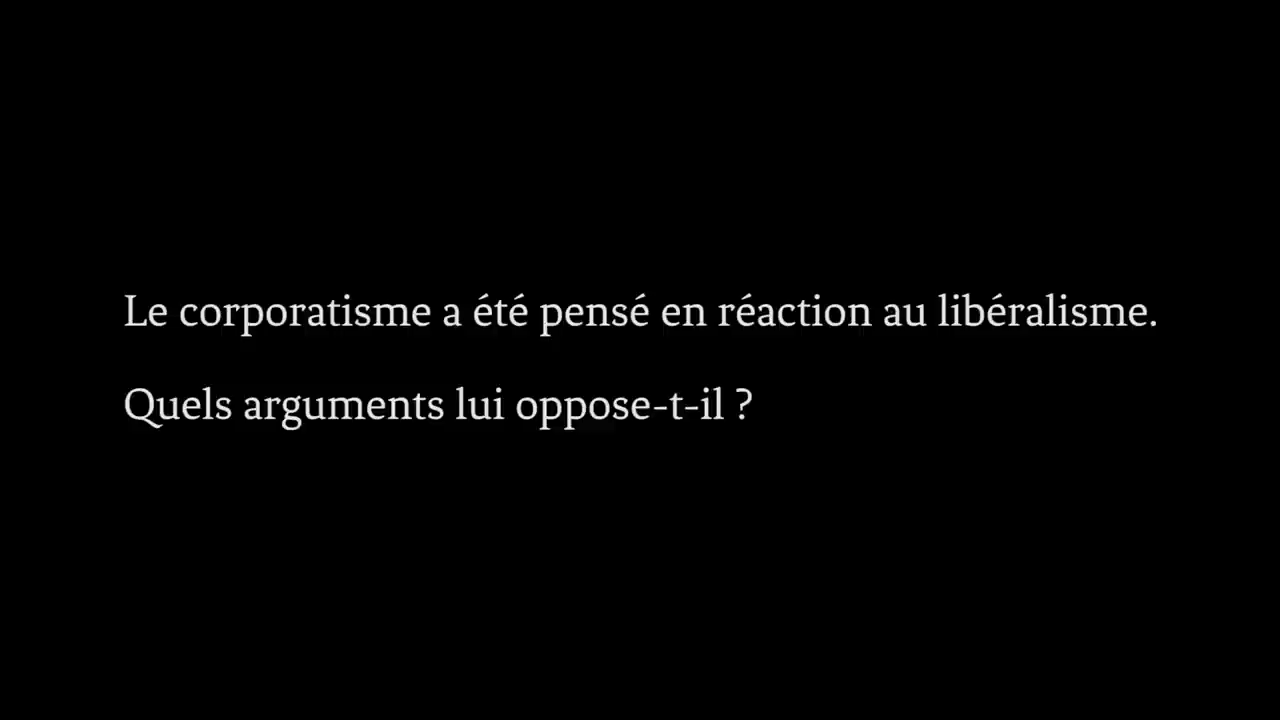 Le corporatisme a été pensé en réaction au libéralisme.
Quels arguments lui oppose-t-il ?